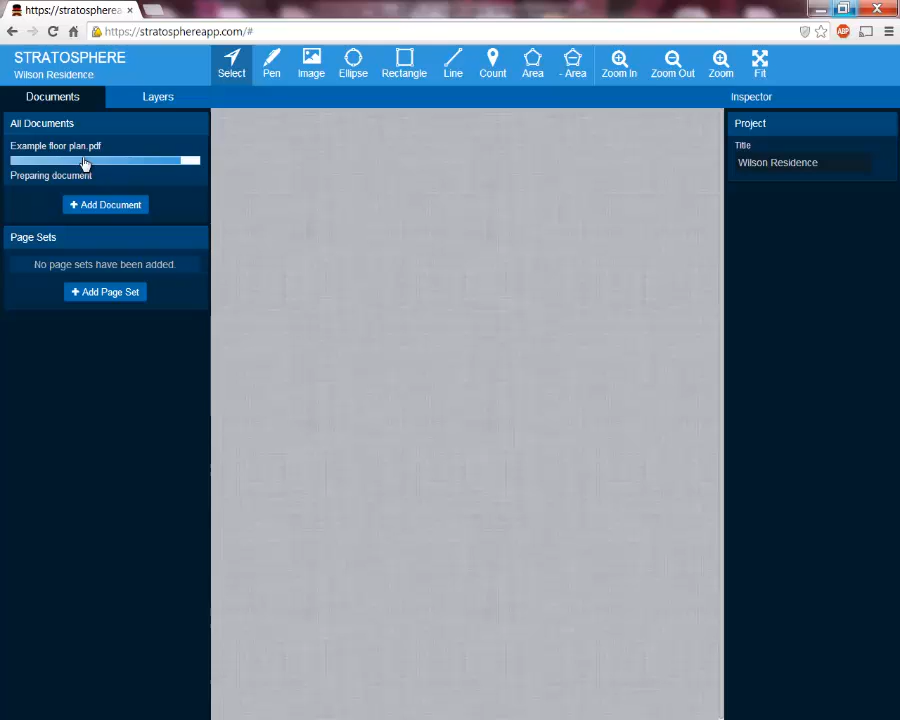 https://stratospherea
https://stratosphereapp.com/#
ABP
STRATOSPHERE
Wilson Residence
Select
Pen
Image
Ellipse
Rectangle
Line
Count
Area
- Area
Zoom In
Zoom Out
Zoom
Fit
Documents
Layers
Inspector
All Documents
Example floor plan.pdf
Preparing document
+ Add Document
Page Sets
No page sets have been added.
+ Add Page Set
Project
Title
Wilson Residence